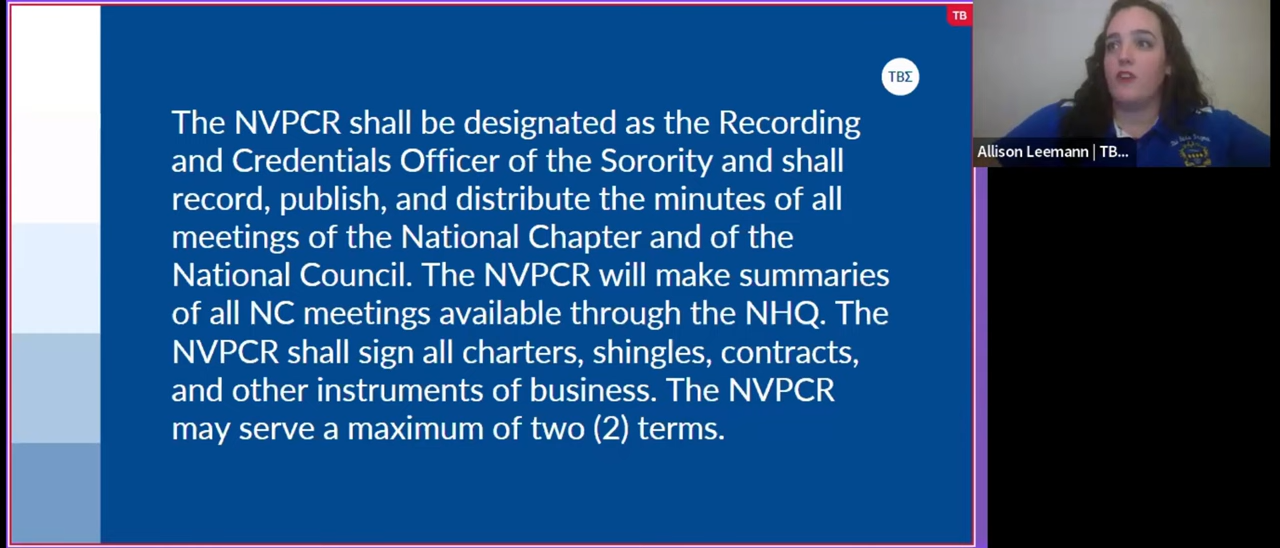 TB
TBΣ
The NVPCR shall be designated as the Recording
and Credentials Officer of the Sorority and shall
record, publish, and distribute the minutes of all
meetings of the National Chapter and of the
National Council. The NVPCR will make summaries
of all NC meetings available through the NHQ. The
NVPCR shall sign all charters, shingles, contracts,
and other instruments of business. The NVPCR
may serve a maximum of two (2) terms.
Allison Leemann | TB...